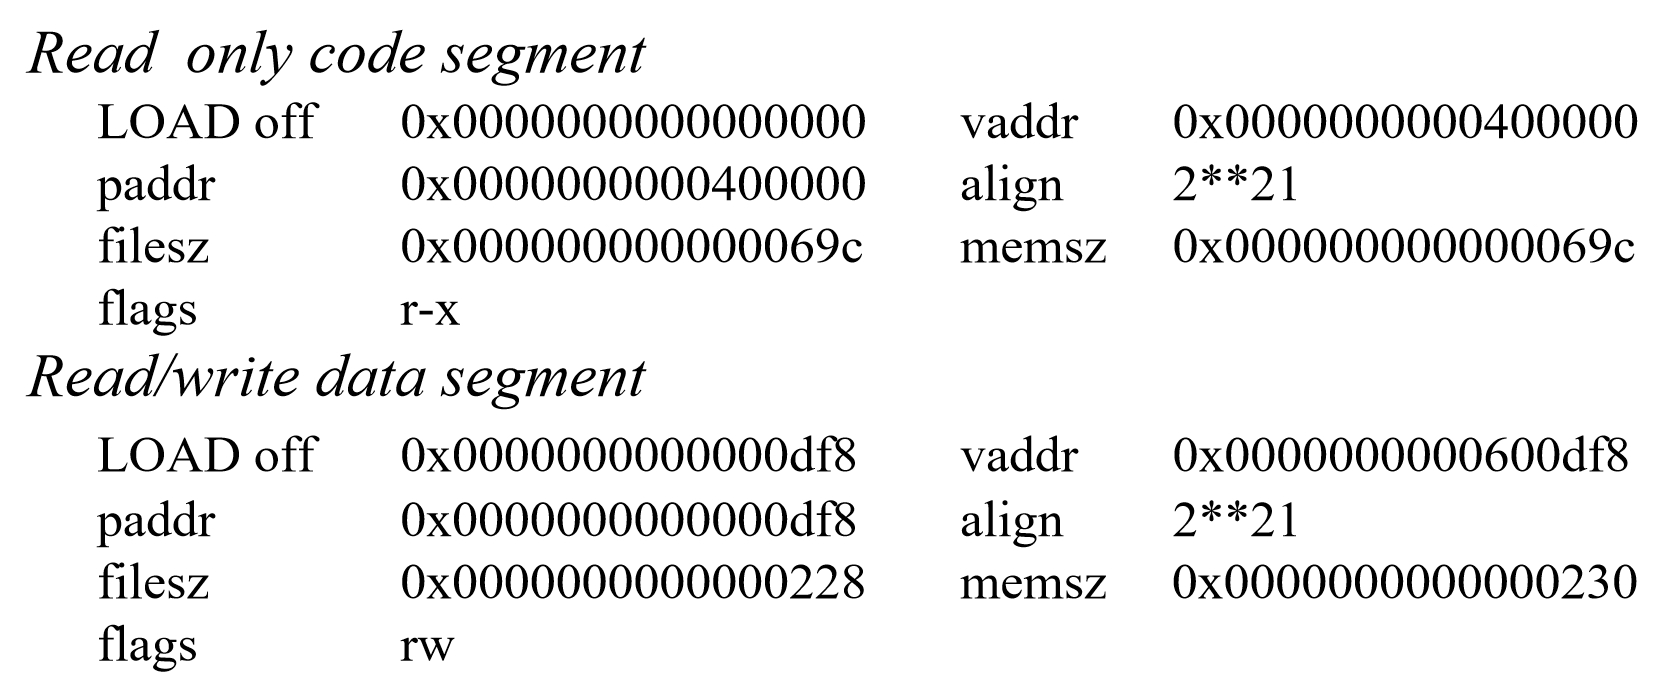 Read only code segment
LOAD off 0x0000000000000000 vaddr 0x0000000000400000
paddr 0x0000000000400000 align 2**21
filesz 0x000000000000069c memsz 0x000000000000069c
flags r-x
Read/write data segment
LOAD off 0x0000000000000df8 vaddr 0x0000000000600df8
paddr 0x0000000000000df8 align 2**21
filesz 0x0000000000000228 memsz 0x0000000000000230
flags rw